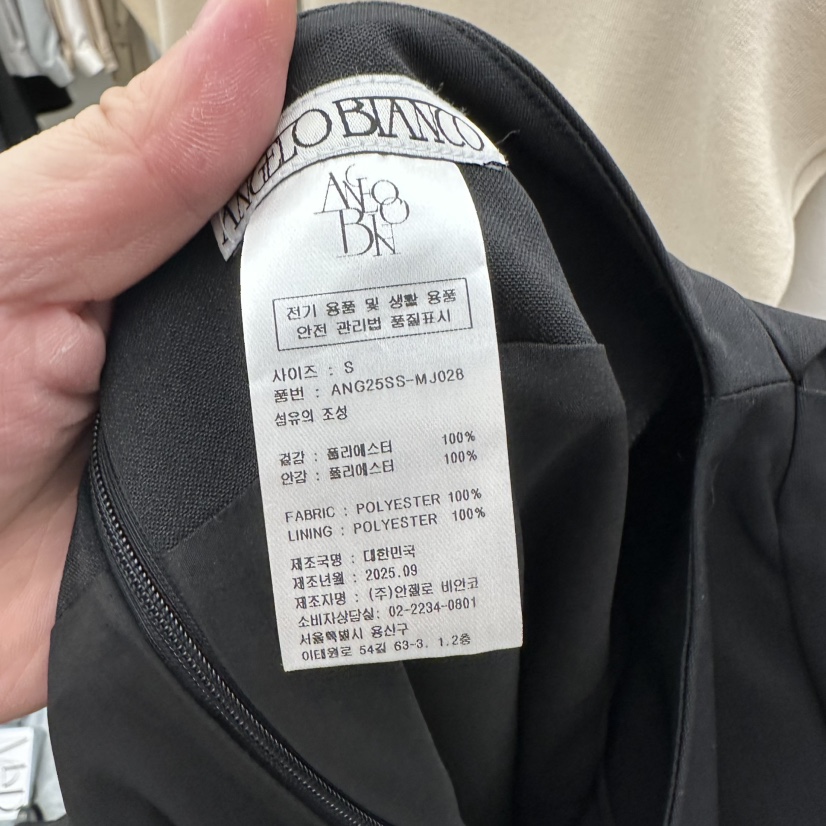 ANGELO BIANCO
ANGELO
BIAN
전기 용품 및 생활 용품
안전 관리법 품질표시
사이즈 : S
품번 : ANG25SS-MJ028
섬유의 조성
겉감 : 폴리에스터 100%
안감 : 폴리에스터 100%
FABRIC : POLYESTER 100%
LINING : POLYESTER 100%
제조국명 : 대한민국
제조년월 : 2025.09
제조자명 : (주)안젤로 비안코
소비자상담실: 02-2234-0801
서울특별시 용산구
이태원로 54길 63-3. 1.2층